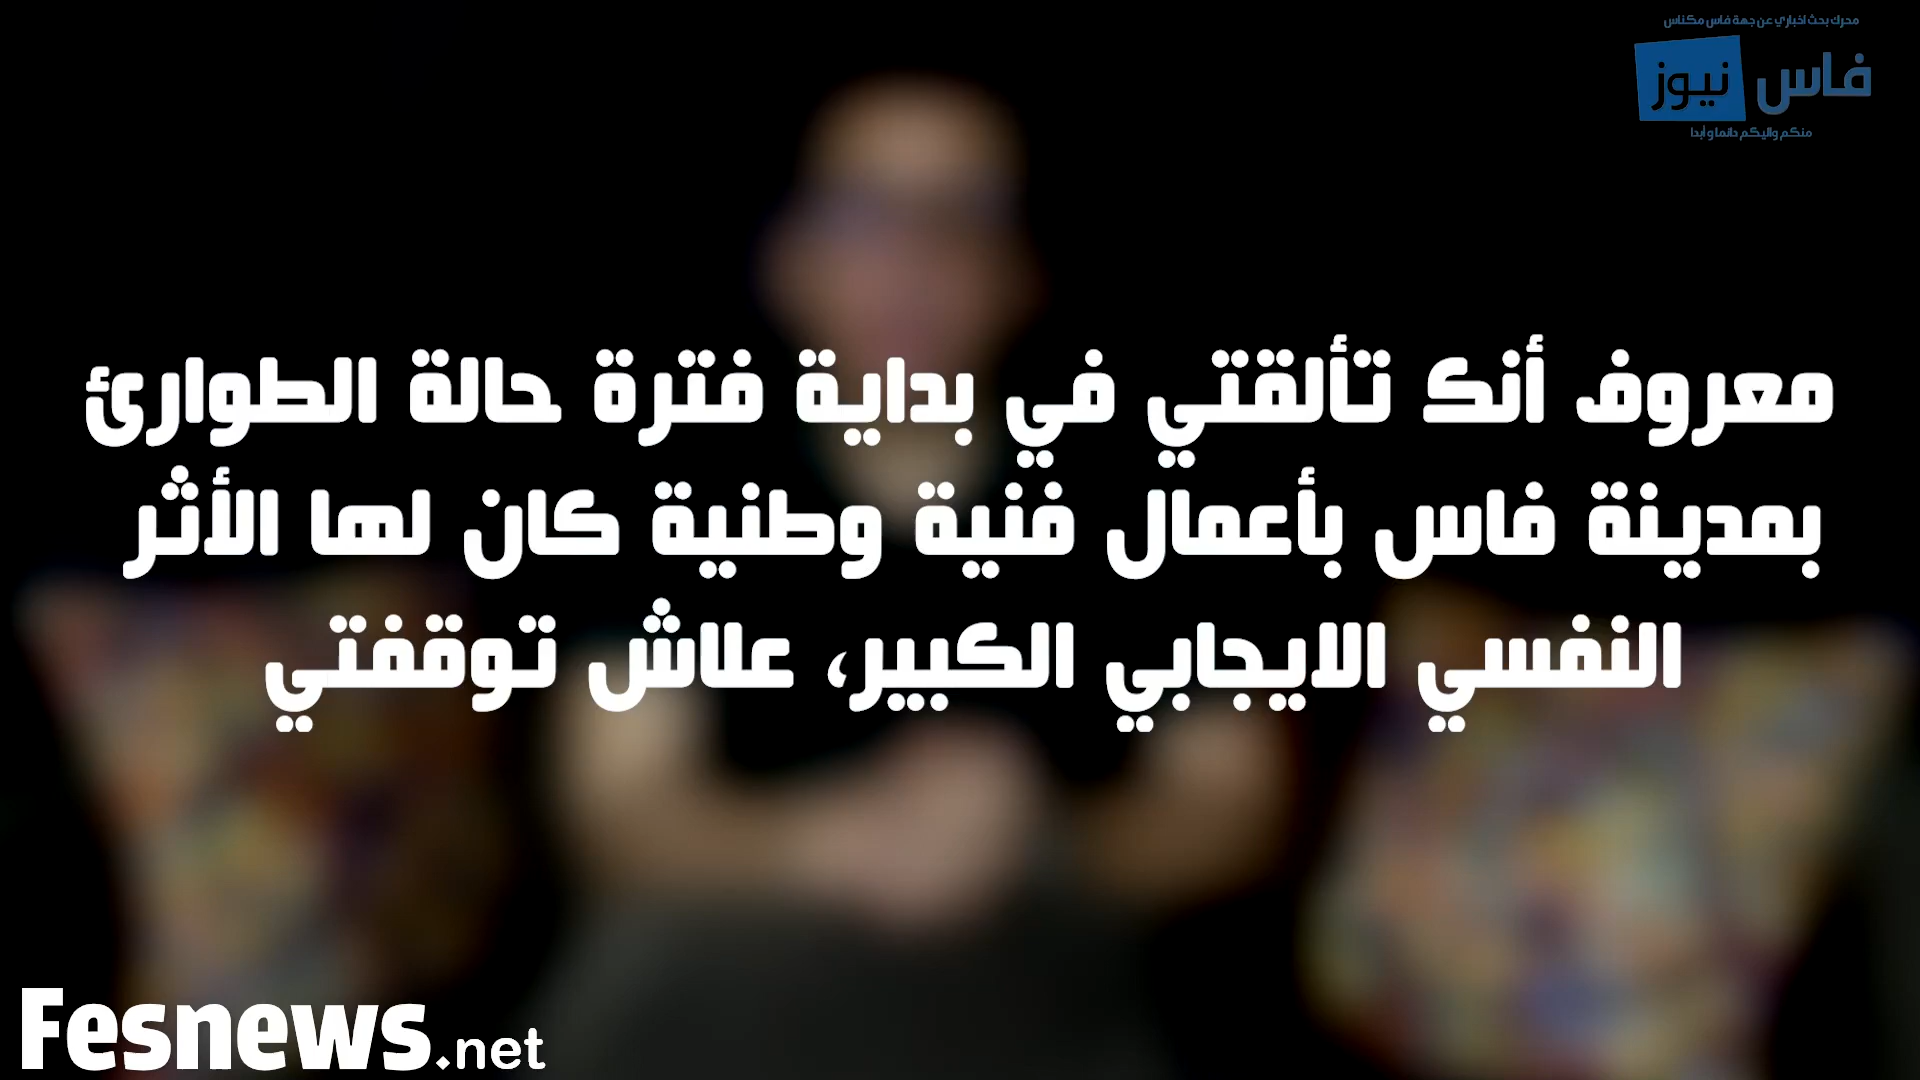 محرك بحث اخباري عن جهة فاس مكناس
فاس نيوز
منكم واليكم دائما و أبدا
معروف أنك تألقتي في بداية فترة حالة الطوارئ
بمدينة فاس بأعمال فنية وطنية كان لها الأثر
النفسي الايجابي الكبير، علاش توقفتي
Fesnews.net